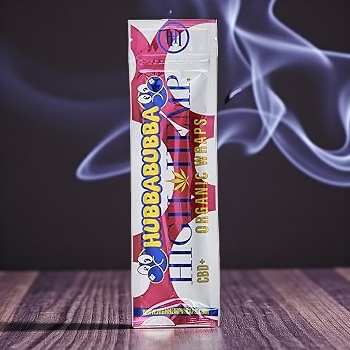 HUBBABUBBA
HIGH HEMP
ORGANIC WRAPS
CBD+